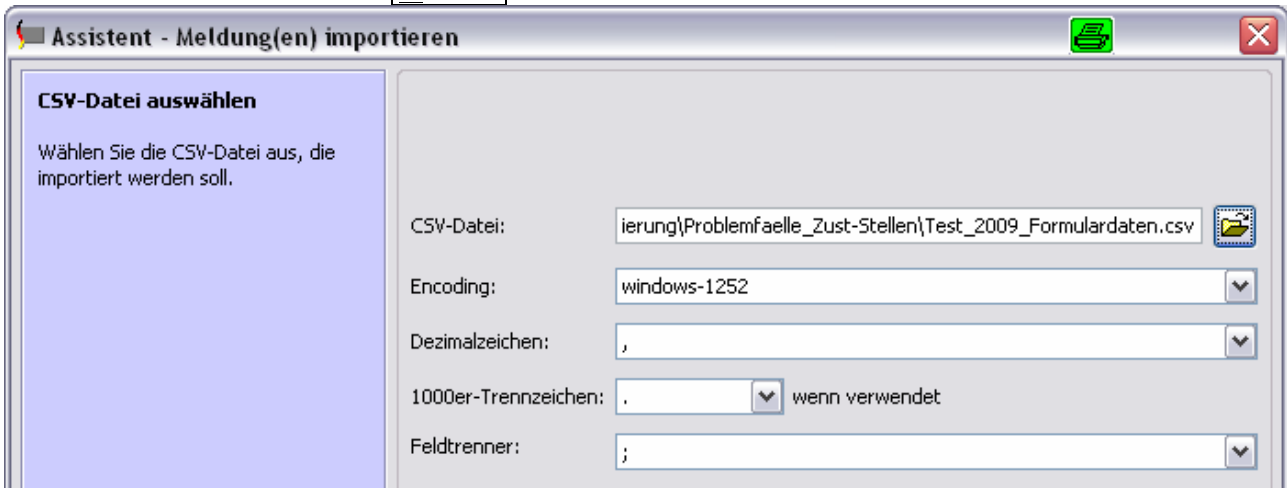 Assistent - Meldung(en) importieren
CSV-Datei auswählen
Wählen Sie die CSV-Datei aus, die
importiert werden soll.
CSV-Datei: ierung\Problemfaelle_Zust-Stellen\Test_2009_Formulardaten.csv
Encoding: windows-1252
Dezimalzeichen: ,
1000er-Trennzeichen: . wenn verwendet
Feldtrenner: ;